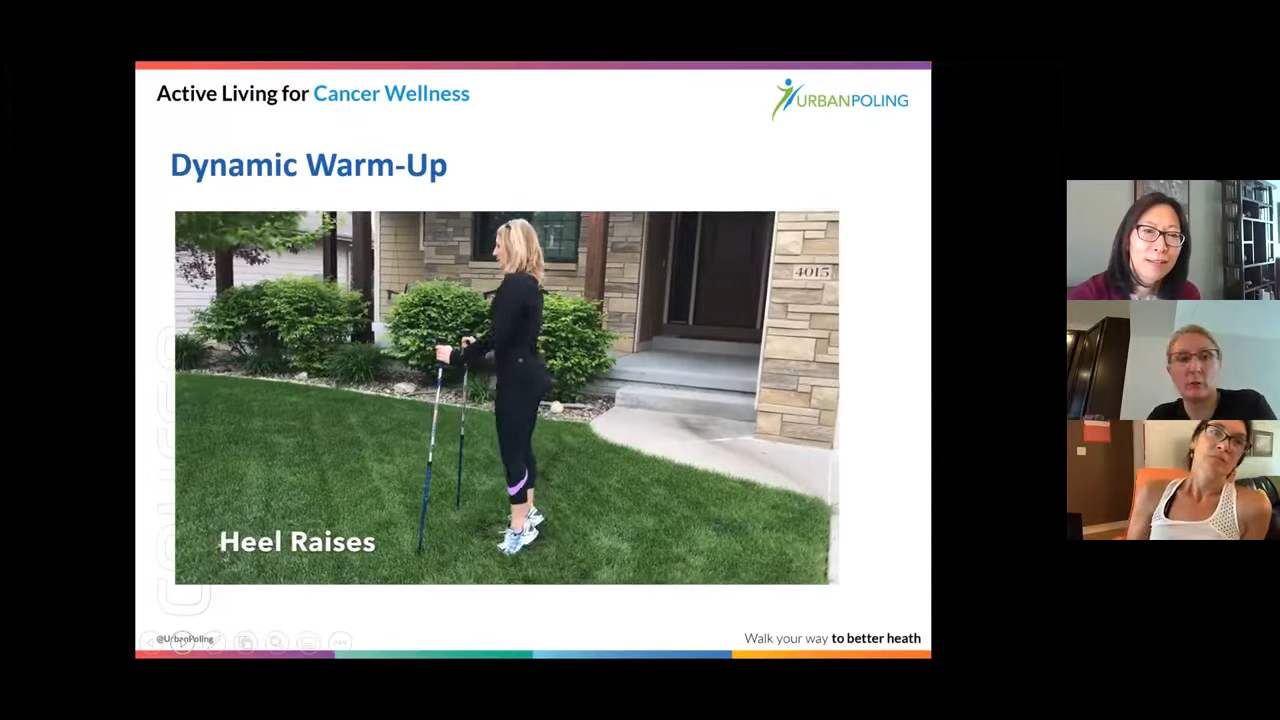 Active Living for Cancer Wellness
URBANPOLING
Dynamic Warm-Up
4015
Heel Raises
@UrbanPoling
Walk your way to better heath